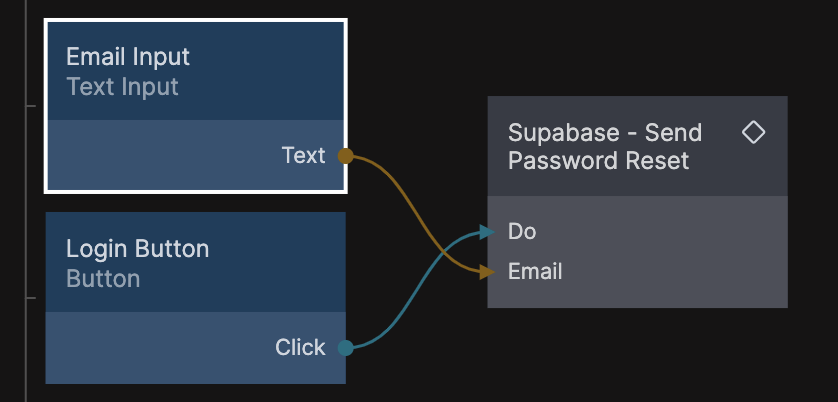 Email Input
Text Input
Text
Login Button
Button
Click
Supabase - Send
Password Reset
Do
Email